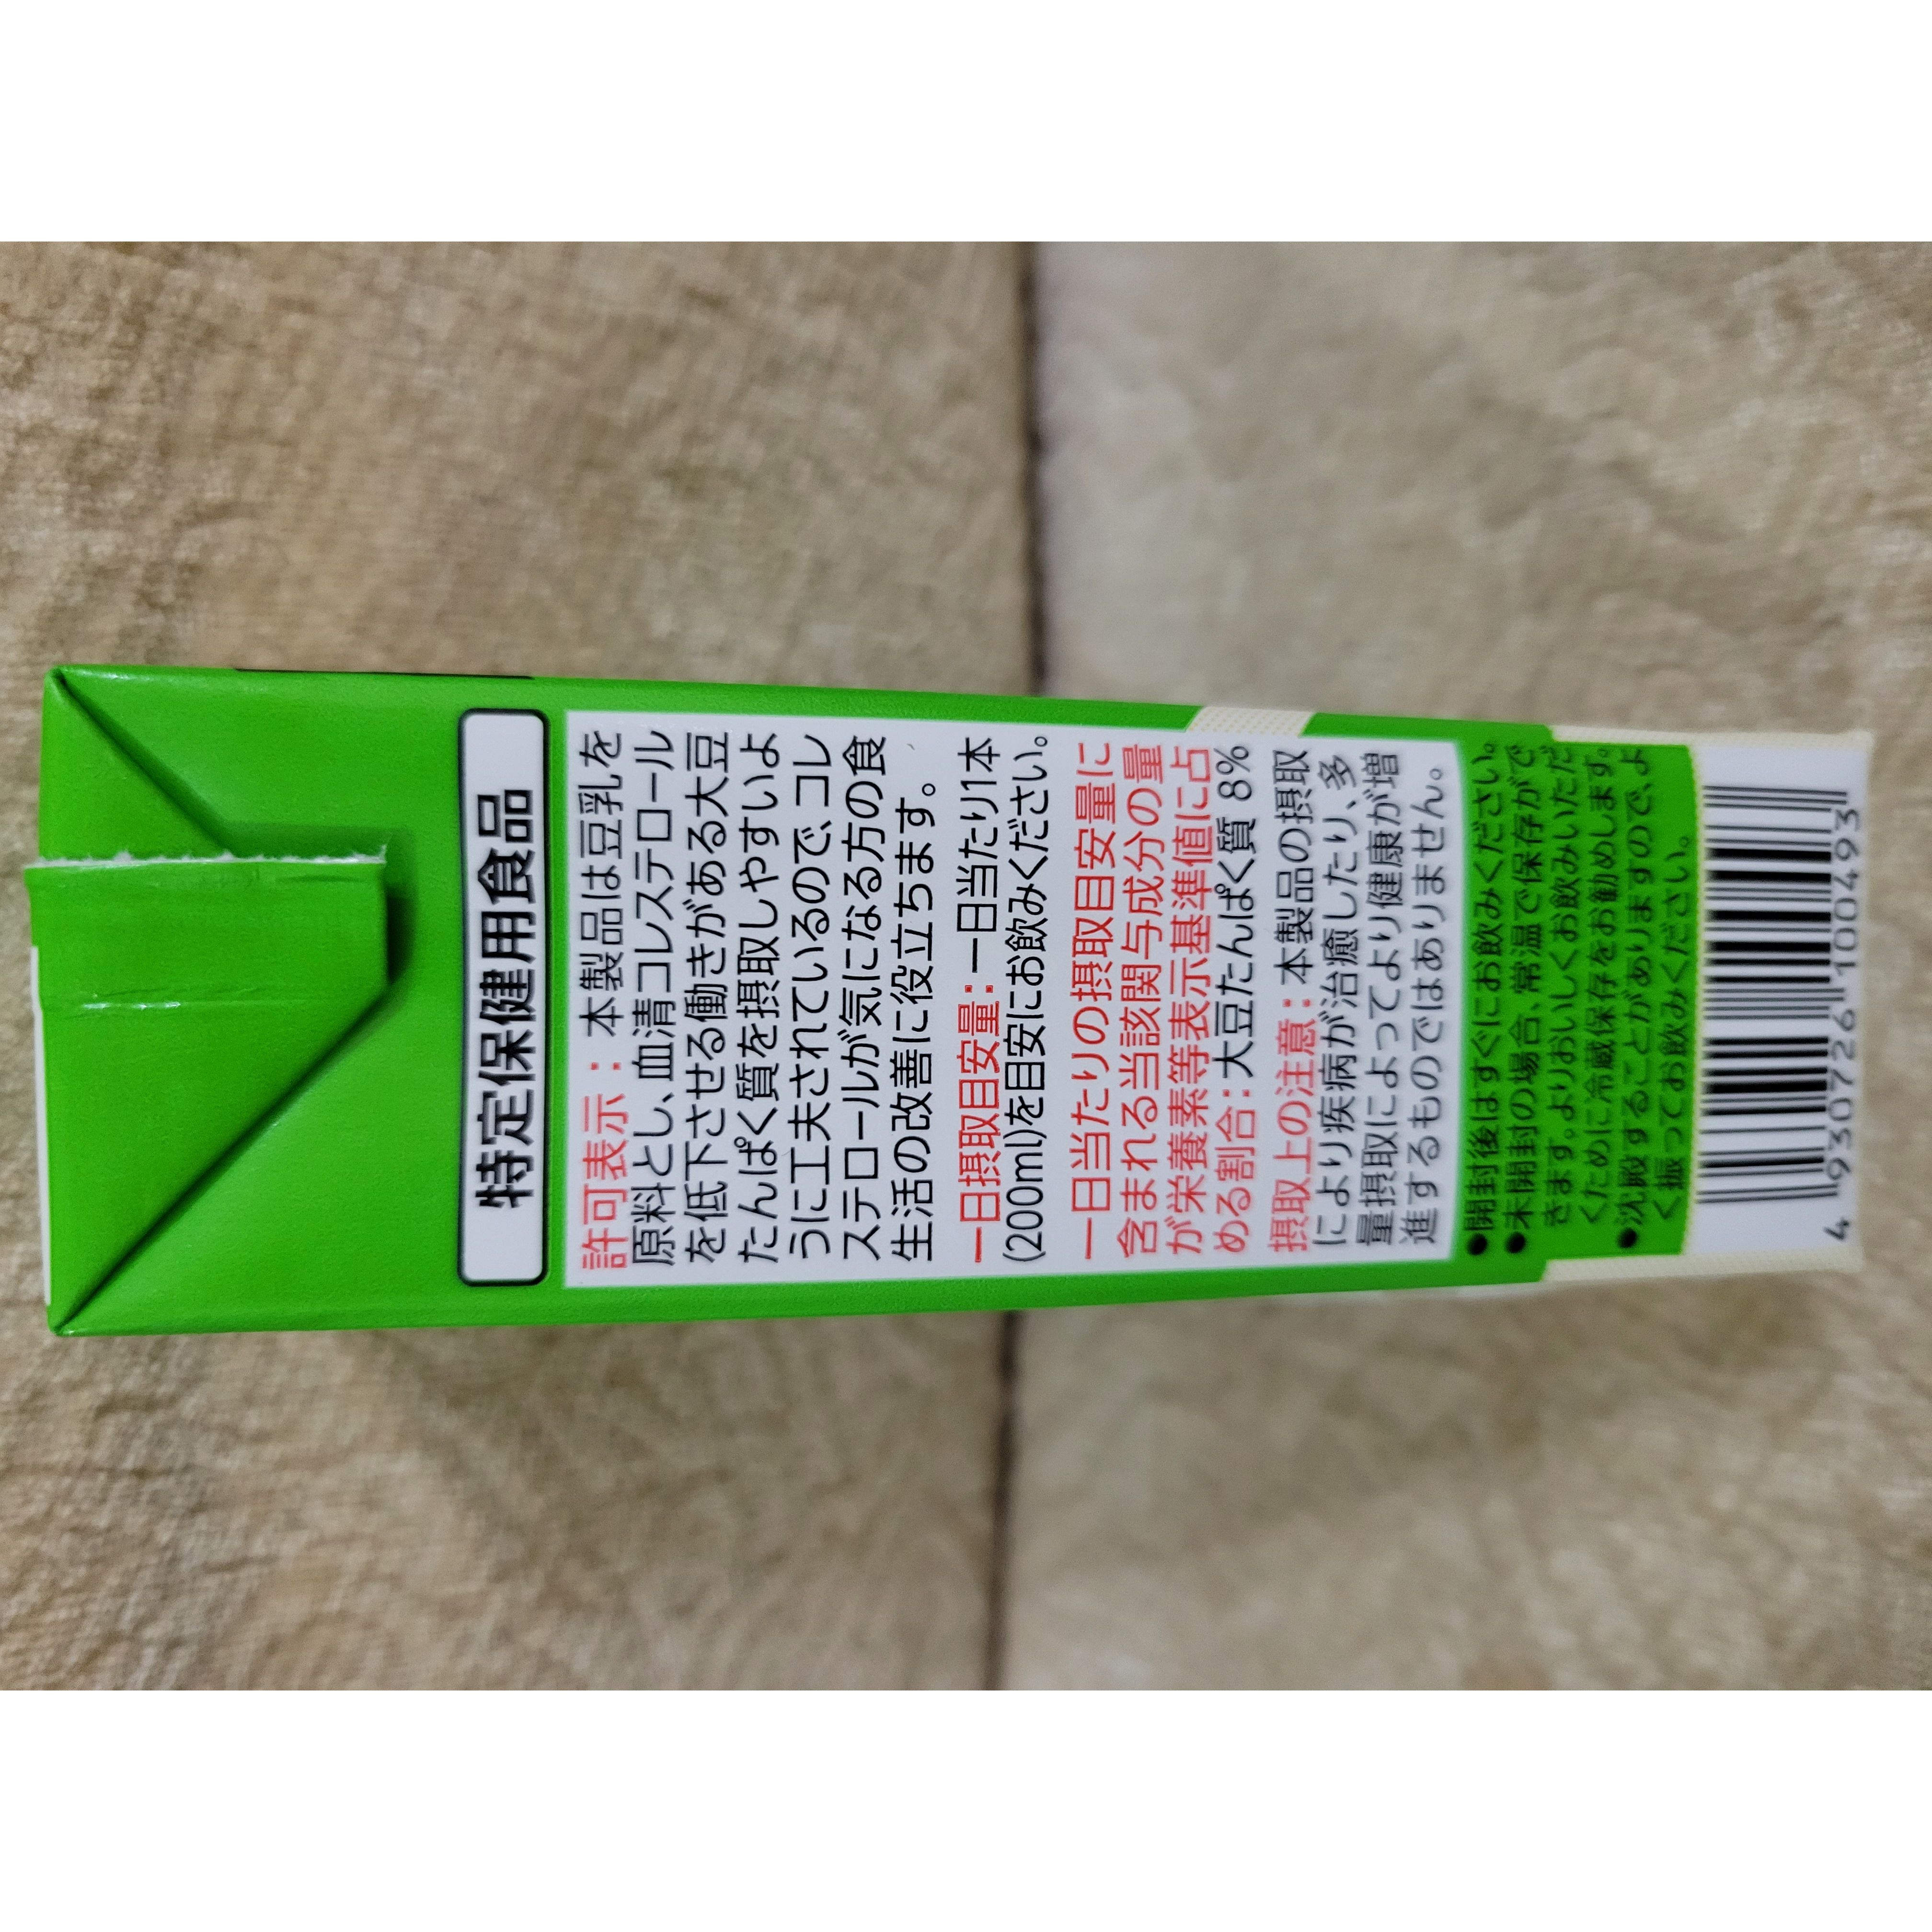 特定保健用食品
許可表示：本製品は豆乳を
原料とし、血清コレステロール
を低下させる働きがある大豆
たんぱく質を摂取しやすいよ
うに工夫されているので、コレ
ステロールが気になる方の食
生活の改善に役立ちます。
一日摂取目安量：一日当たり1本
(200ml)を目安にお飲みください。
一日当たりの摂取目安量に
含まれる当該関与成分の量
が栄養素等表示基準値に占
める割合：大豆たんぱく質 8%
摂取上の注意：本製品の摂取
により疾病が治癒したり、多
量摂取によってより健康が増
進するものではありません。
●開封後はすぐにお飲みください。
●未開封の場合、常温で保存がで
きます。よりおいしくお飲みいただ
くために冷蔵保存をお勧めします。
●沈殿することがありますので、よ
く振ってお飲みください。
4 930726 100493